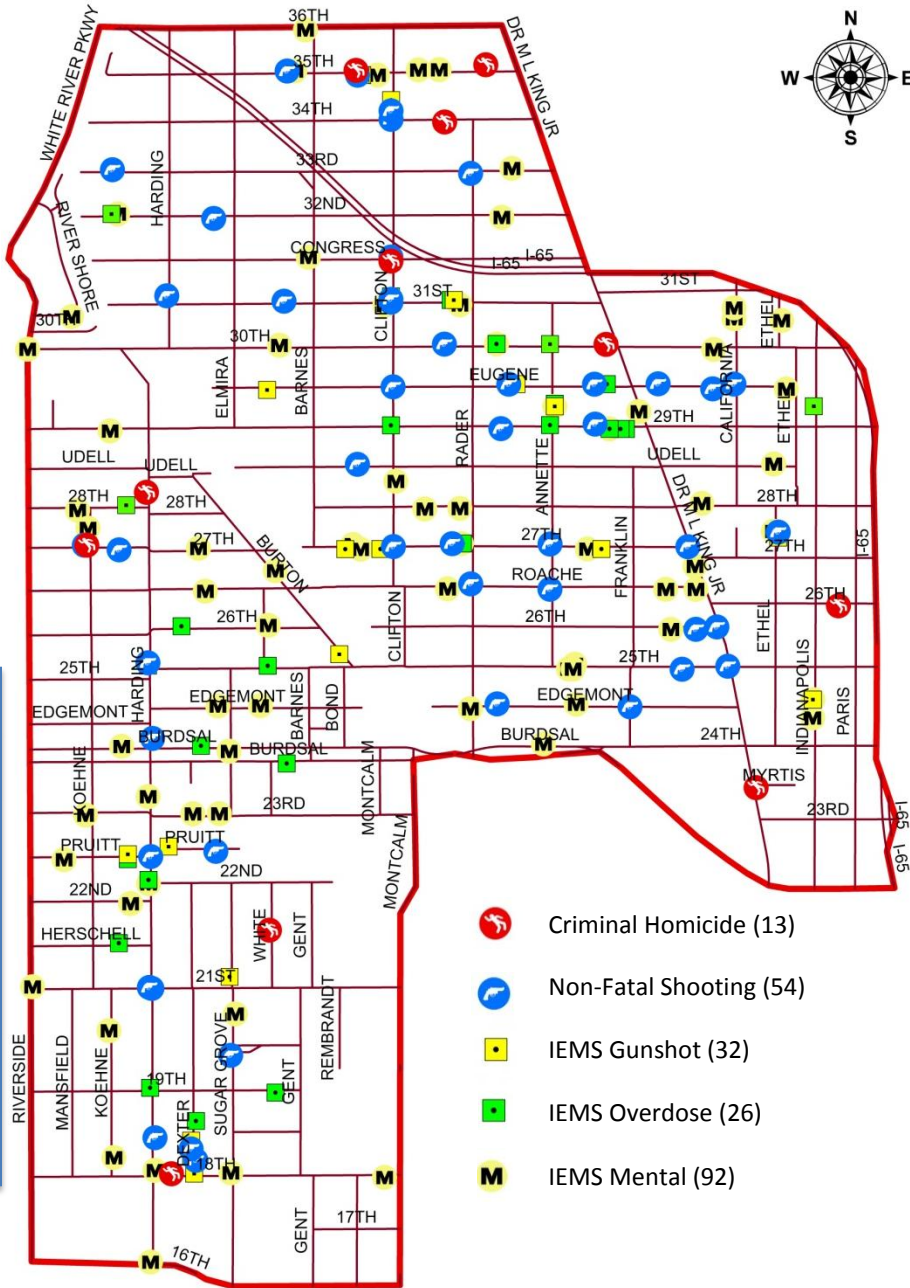 36TH
DR M L KING JR
N
WHITE RIVER PKWY
35TH
W
E
34TH
S
33RD
HARDING
32ND
RIVER SHORE
CONGRESS
I-65
I-65
CLIFTON
31ST
31ST
30TH
30TH
ETHEL
EUGENE
ELMIRA
BARNES
CALIFORNIA
RADER
ANNETTE
29TH
ETHEL
UDELL
UDELL
UDELL
28TH
28TH
28TH
DR M L KING JR
27TH
27TH
27TH
BURTON
FRANKLIN
I-65
ROACHE
26TH
26TH
26TH
CLIFTON
ETHEL
25TH
25TH
HARDING
EDGEMONT
EDGEMONT
EDGEMONT
BARNES
BOND
INDIANAPOLIS
PARIS
BURDSAL
BURDSAL
BURDSAL
24TH
KOEHNE
MONTCALM
MYRTIS
23RD
23RD
I-65
I-65
PRUITT
PRUITT
MONTCALM
22ND
22ND
HERSCHELL
WHITE
GENT
Criminal Homicide (13)
21ST
Non-Fatal Shooting (54)
RIVERSIDE
MANSFIELD
KOEHNE
SUGAR GROVE
REMBRANDT
IEMS Gunshot (32)
19TH
GENT
DEXTER
IEMS Overdose (26)
18TH
M IEMS Mental (92)
GENT
17TH
16TH